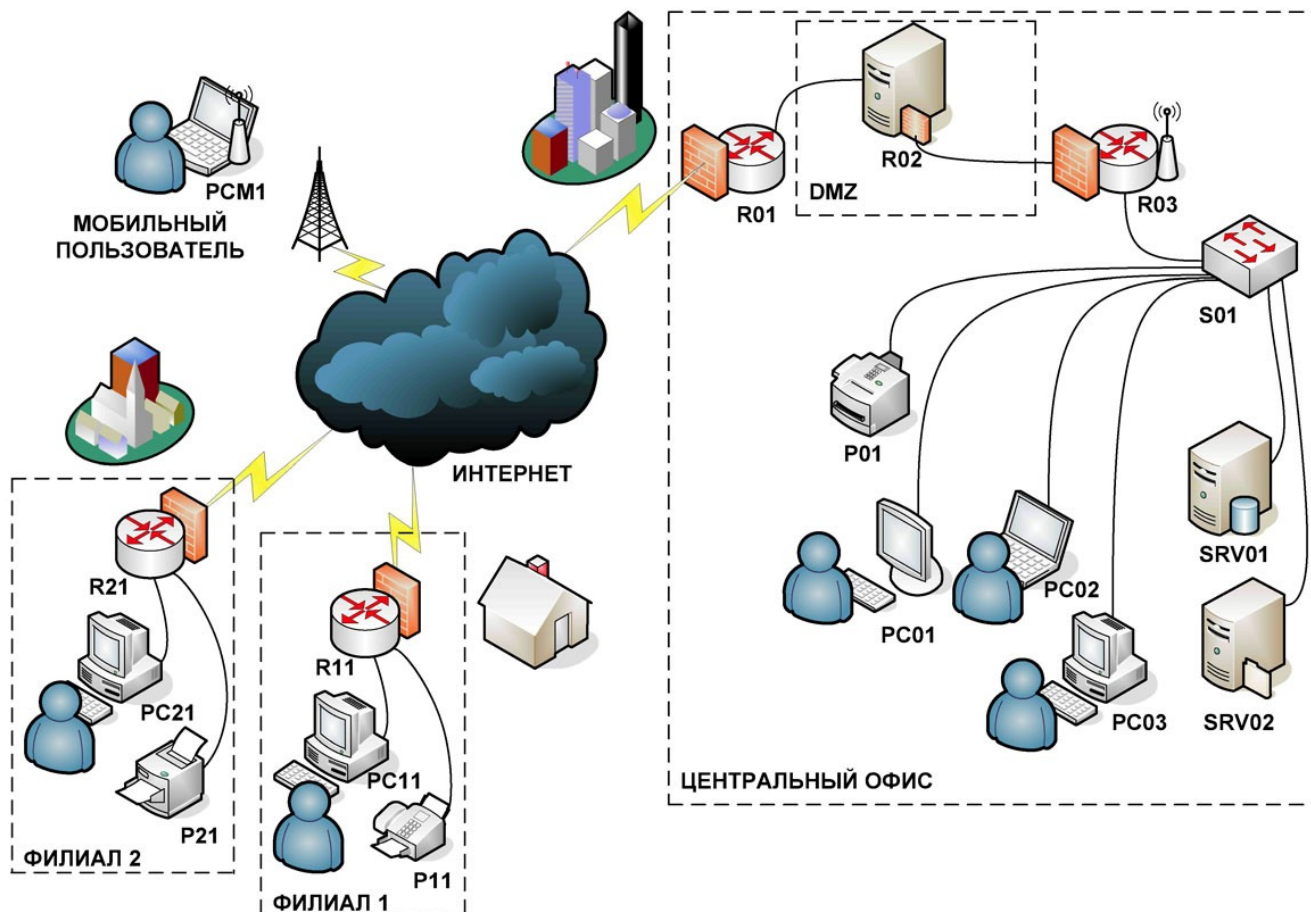 PCM1
МОБИЛЬНЫЙ
ПОЛЬЗОВАТЕЛЬ
ИНТЕРНЕТ
R01
R02
DMZ
R03
S01
P01
PC01
PC02
PC03
SRV01
SRV02
ЦЕНТРАЛЬНЫЙ ОФИС
R21
PC21
P21
ФИЛИАЛ 2
R11
PC11
P11
ФИЛИАЛ 1